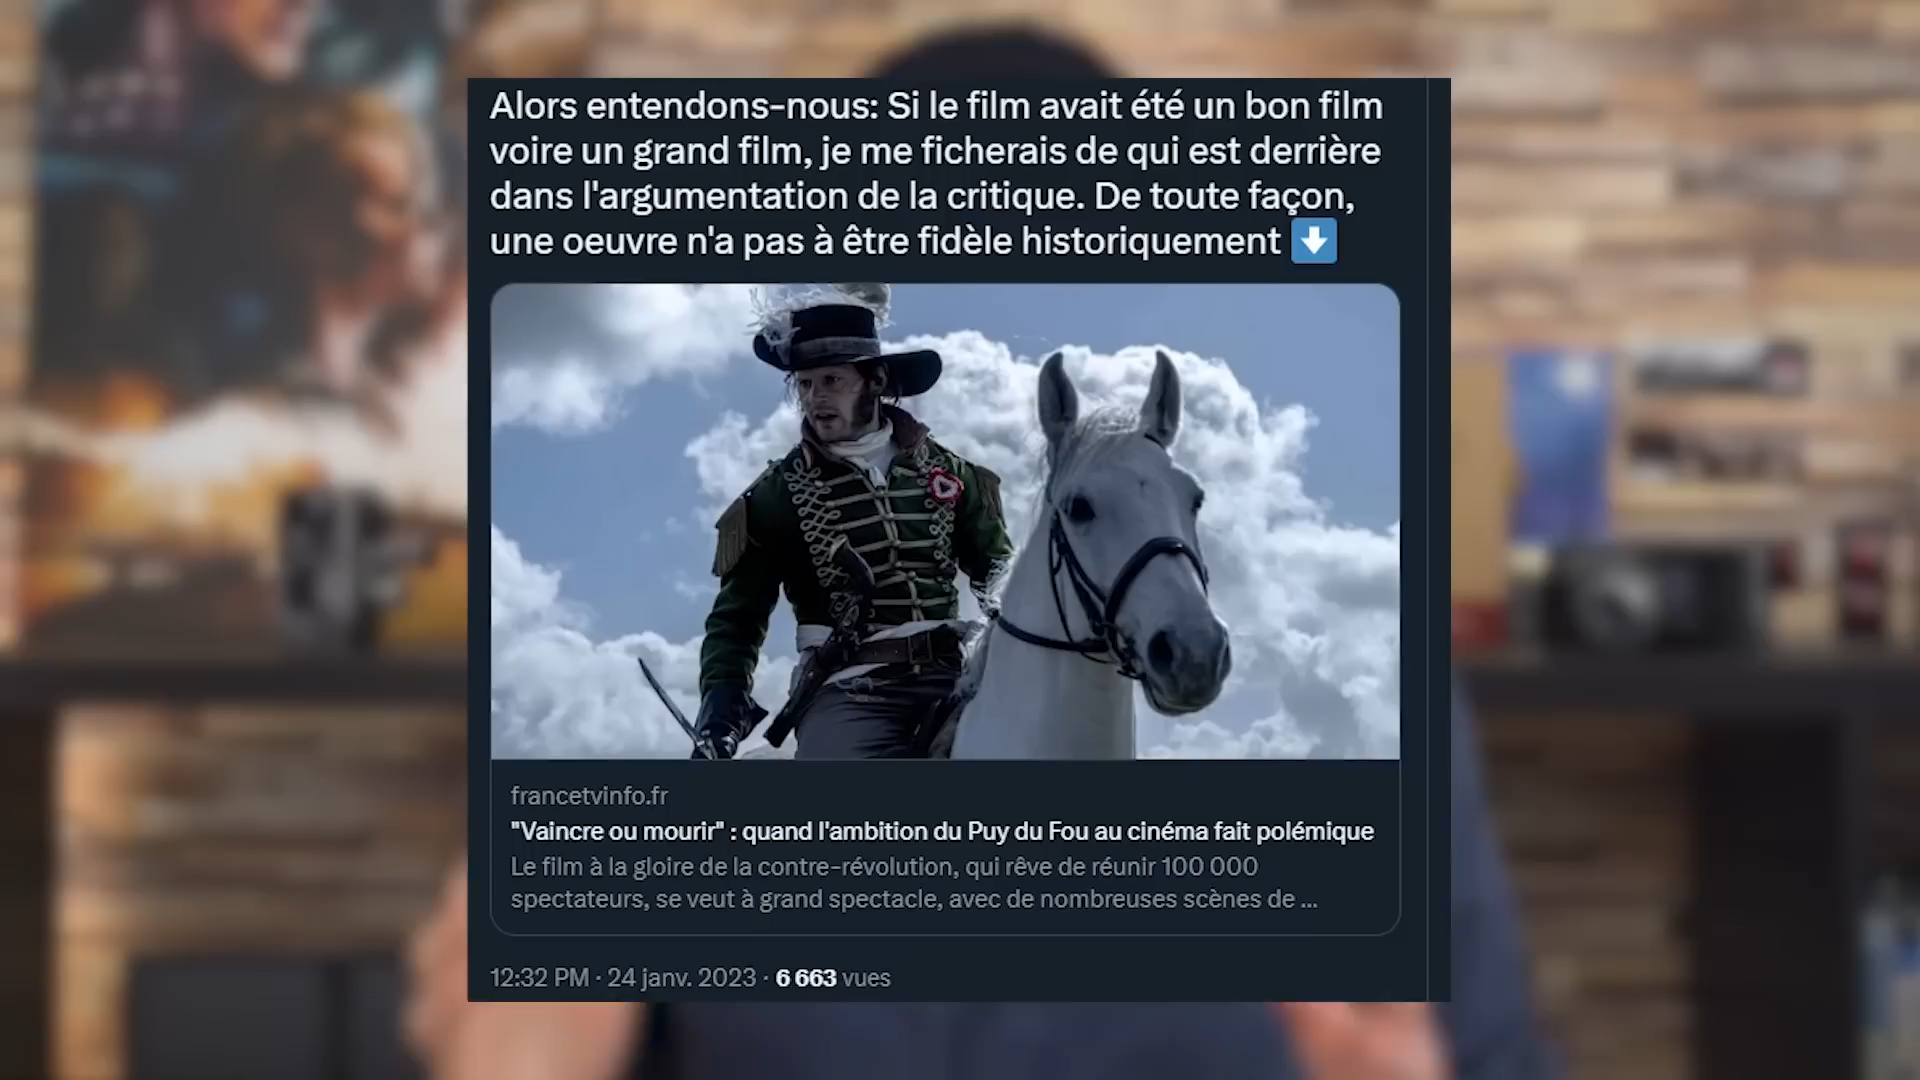 Alors entendons-nous: Si le film avait été un bon film
voire un grand film, je me ficherais de qui est derrière
dans l'argumentation de la critique. De toute façon,
une oeuvre n'a pas à être fidèle historiquement ⬇️
francetvinfo.fr
"Vaincre ou mourir" : quand l'ambition du Puy du Fou au cinéma fait polémique
Le film à la gloire de la contre-révolution, qui rêve de réunir 100 000
spectateurs, se veut à grand spectacle, avec de nombreuses scènes de ...
12:32 PM · 24 janv. 2023 · 6 663 vues